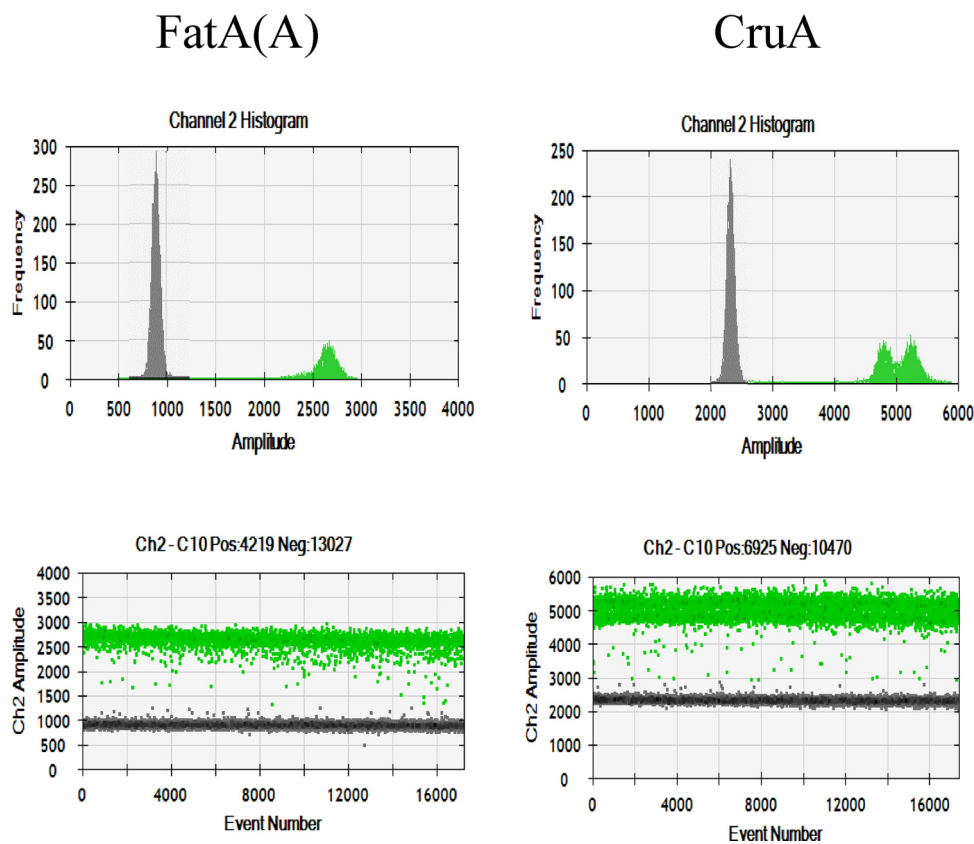 FatA(A)
CruA
Channel 2 Histogram
300
250
200
150
100
50
0
Frequency
0 500 1000 1500 2000 2500 3000 3500 4000
Amplitude
Channel 2 Histogram
250
200
150
100
50
0
Frequency
0 1000 2000 3000 4000 5000 6000
Amplitude
Ch2 - C10 Pos:4219 Neg:13027
4000
3500
3000
2500
2000
1500
1000
500
0
Ch2 Amplitude
0 4000 8000 12000 16000
Event Number
Ch2 - C10 Pos:6925 Neg:10470
6000
5000
4000
3000
2000
1000
0
Ch2 Amplitude
0 4000 8000 12000 16000
Event Number